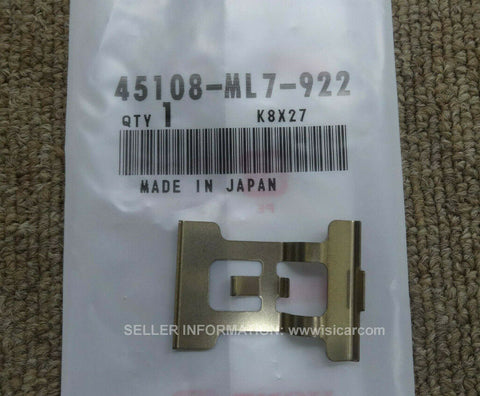 45108-ML7-922
QTY 1 K8X27
MADE IN JAPAN
SELLER INFORMATION: www.isicar.com